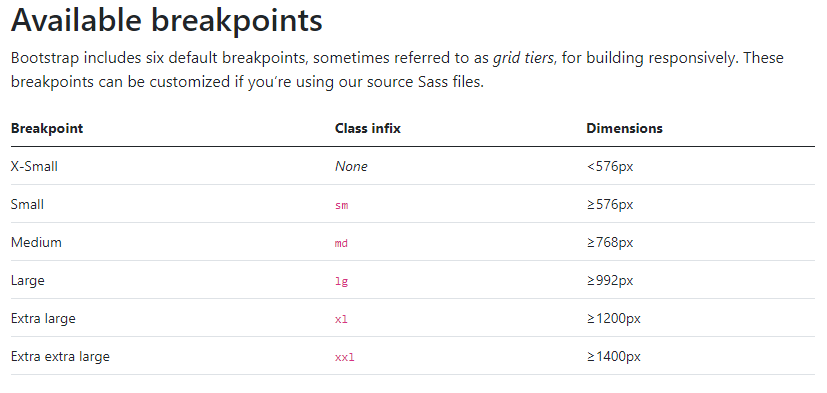 Available breakpoints
Bootstrap includes six default breakpoints, sometimes referred to as grid tiers, for building responsively. These
breakpoints can be customized if you’re using our source Sass files.
Breakpoint Class infix Dimensions
X-Small None <576px
Small sm ≥576px
Medium md ≥768px
Large lg ≥992px
Extra large xl ≥1200px
Extra extra large xxl ≥1400px